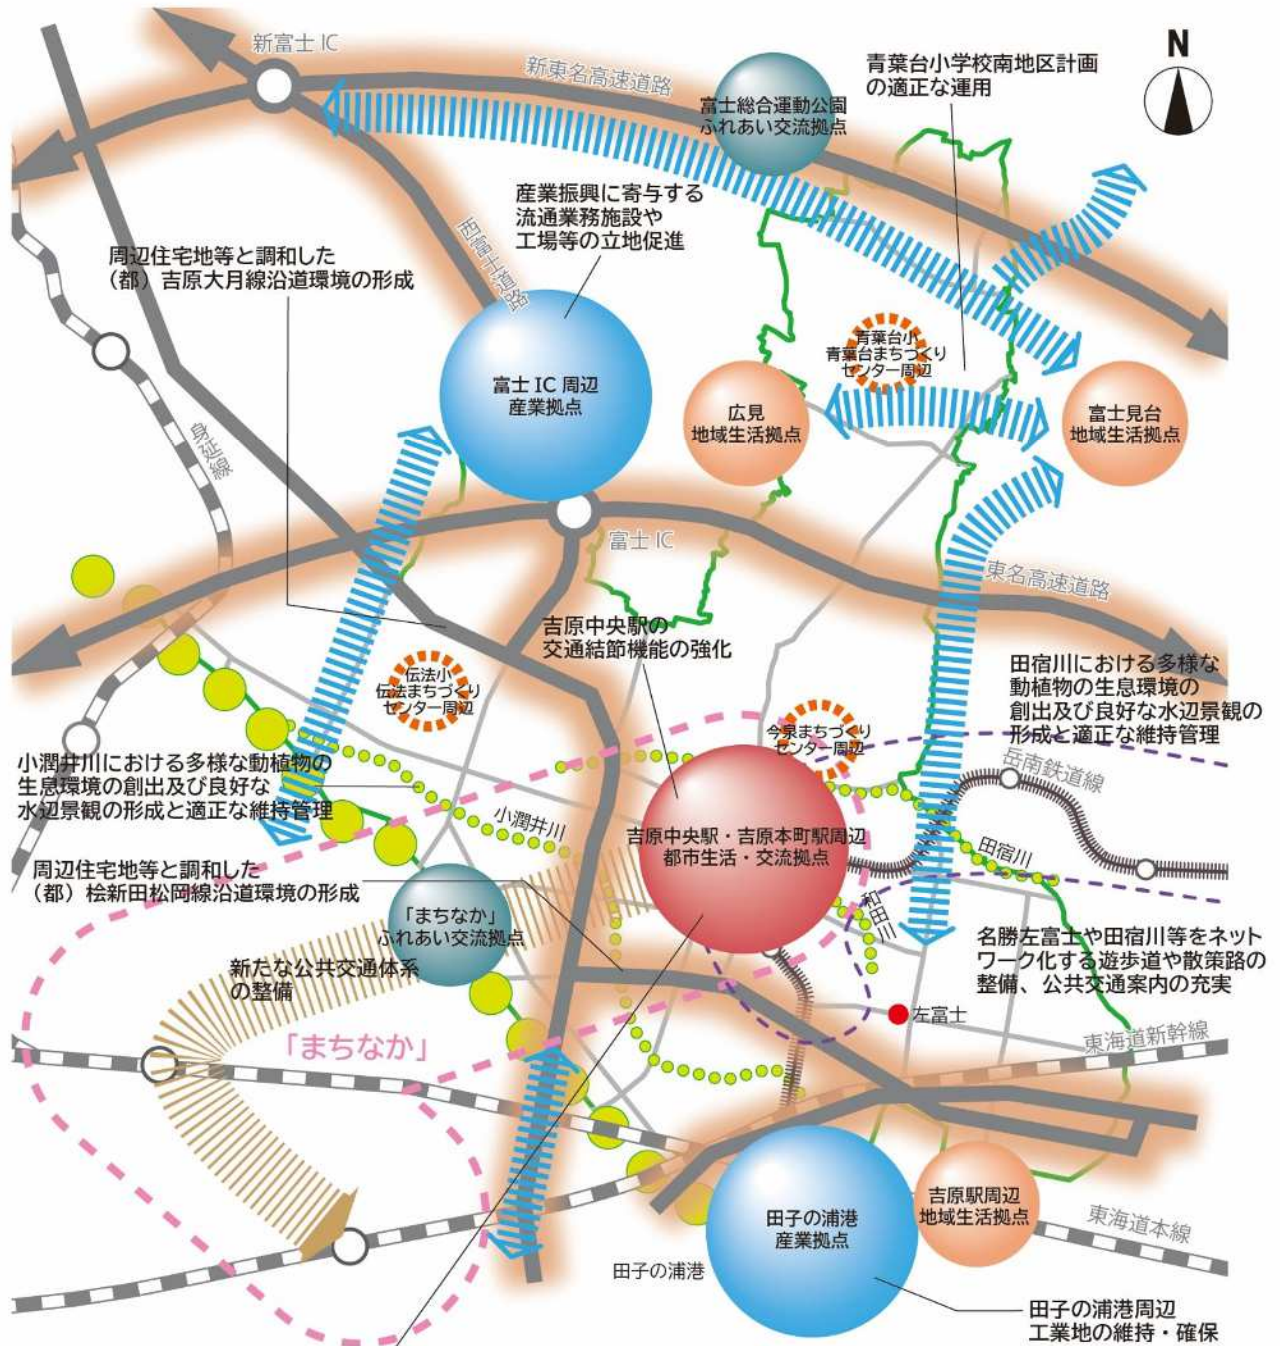 新富士 IC
新東名高速道路
N
青葉台小学校南地区計画
の適正な運用
富士総合運動公園
ふれあい交流拠点
産業振興に寄与する
流通業務施設や
工場等の立地促進
西富士道路
周辺住宅地等と調和した
(都)吉原大月線沿道環境の形成
青葉台小
青葉台まちづくり
センター周辺
富士 IC 周辺
産業拠点
広見
地域生活拠点
富士見台
地域生活拠点
身延線
富士 IC
東名高速道路
吉原中央駅の
交通結節機能の強化
伝法小
伝法まちづくり
センター周辺
田宿川における多様な
動植物の生息環境の
創出及び良好な水辺景観の
形成と適正な維持管理
今泉まちづくり
センター周辺
岳南鉄道線
小潤井川における多様な動植物の
生息環境の創出及び良好な
水辺景観の形成と適正な維持管理
小潤井川
吉原中央駅・吉原本町駅周辺
都市生活・交流拠点
田宿川
周辺住宅地等と調和した
(都)桧新田松岡線沿道環境の形成
「まちなか」
ふれあい交流拠点
和田川
名勝左富士や田宿川等をネット
ワーク化する遊歩道や散策路の
整備、公共交通案内の充実
新たな公共交通体系
の整備
左富士
「まちなか」
東海道新幹線
田子の浦港
産業拠点
吉原駅周辺
地域生活拠点
東海道本線
田子の浦港
田子の浦港周辺
工業地の維持・確保